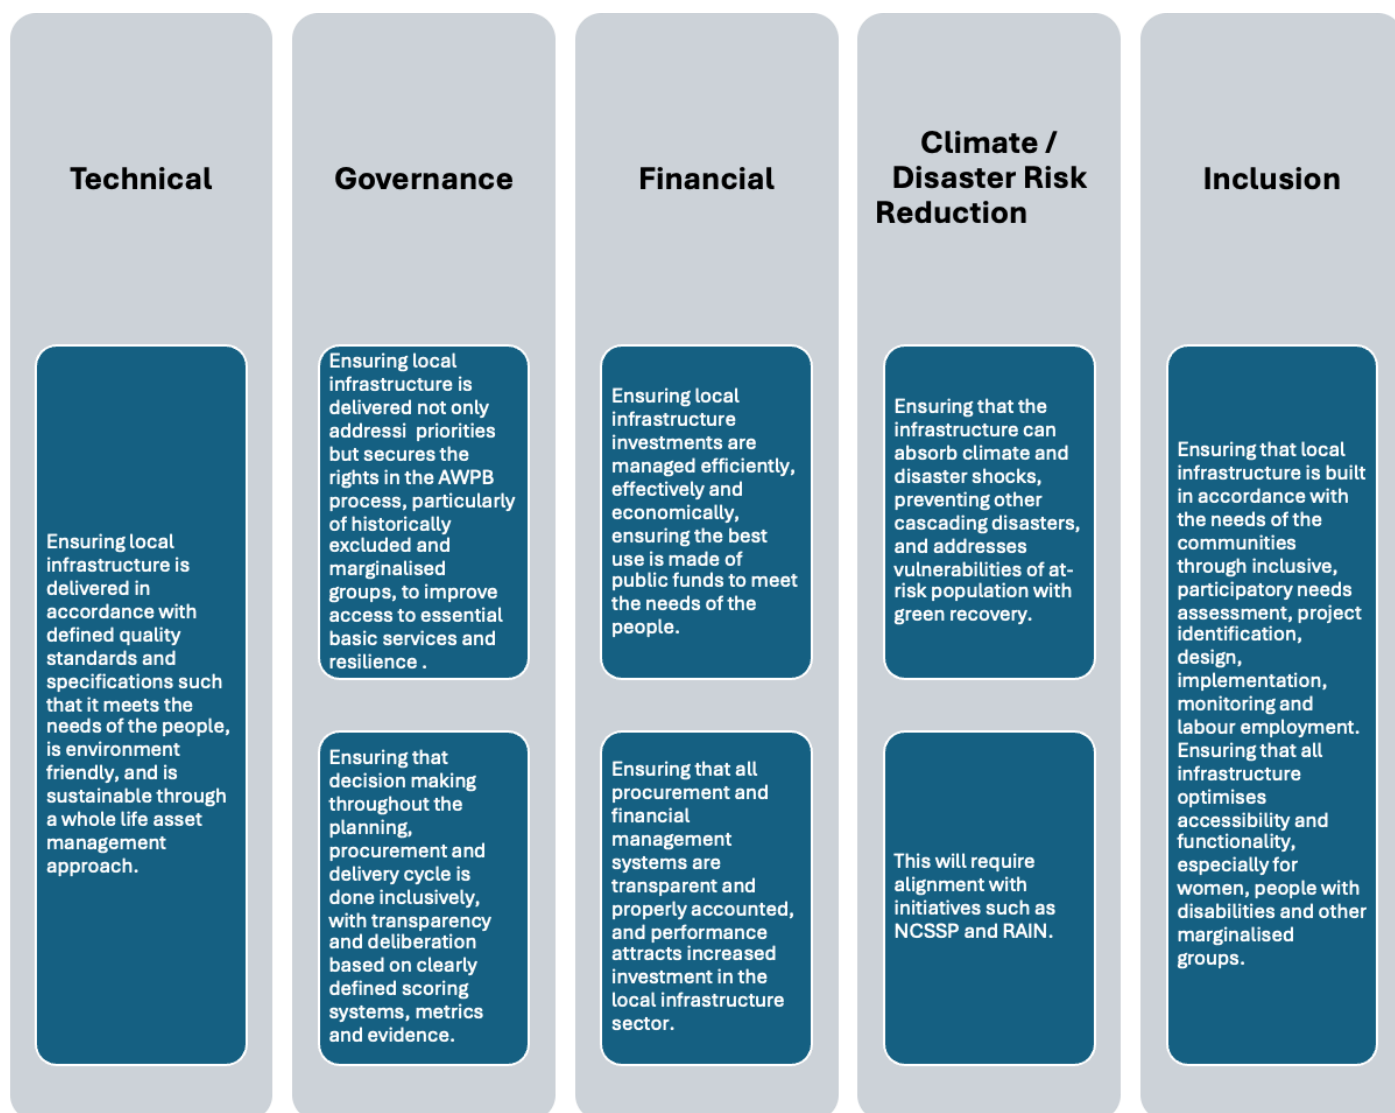 Technical
Ensuring local
infrastructure is
delivered in
accordance with
defined quality
standards and
specifications such
that it meets the
needs of the people,
is environment
friendly, and is
sustainable through
a whole life asset
management
approach.
Governance
Ensuring local
infrastructure is
delivered not only
addressi  priorities
but secures the
rights in the AWPB
process, particularly
of historically
excluded and
marginalised
groups, to improve
access to essential
basic services and
resilience .
Ensuring that
decision making
throughout the
planning,
procurement and
delivery cycle is
done inclusively,
with transparency
and deliberation
based on clearly
defined scoring
systems, metrics
and evidence.
Financial
Ensuring local
infrastructure
investments are
managed efficiently,
effectively and
economically,
ensuring the best
use is made of
public funds to meet
the needs of the
people.
Ensuring that all
procurement and
financial
management
systems are
transparent and
properly accounted,
and performance
attracts increased
investment in the
local infrastructure
sector.
Climate /
Disaster Risk
Reduction
Ensuring that the
infrastructure can
absorb climate and
disaster shocks,
preventing other
cascading disasters,
and addresses
vulnerabilities of at-
risk population with
green recovery.
This will require
alignment with
initiatives such as
NCSSP and RAIN.
Inclusion
Ensuring that local
infrastructure is built
in accordance with
the needs of the
communities
through inclusive,
participatory needs
assessment, project
identification,
design,
implementation,
monitoring and
labour employment.
Ensuring that all
infrastructure
optimises
accessibility and
functionality,
especially for
women, people with
disabilities and other
marginalised
groups.